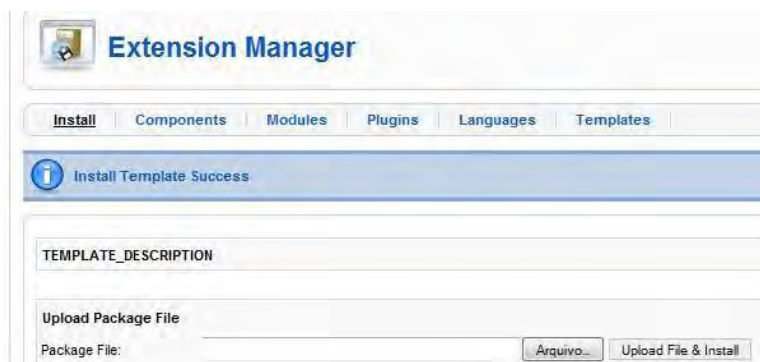 Extension Manager
Install Components Modules Plugins Languages Templates
Install Template Success
TEMPLATE_DESCRIPTION
Upload Package File
Package File: Arquivo... Upload File & Install